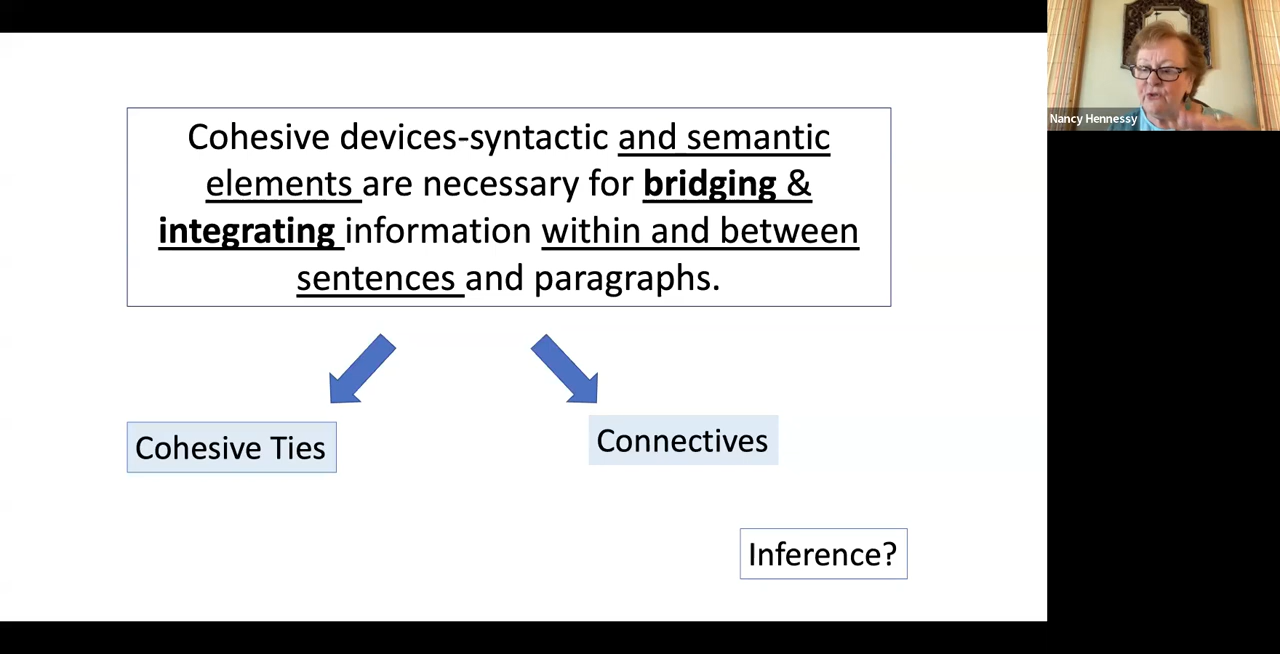 Cohesive devices-syntactic and semantic
elements are necessary for bridging &
integrating information within and between
sentences and paragraphs.
Cohesive Ties
Connectives
Inference?
Nancy Hennessy